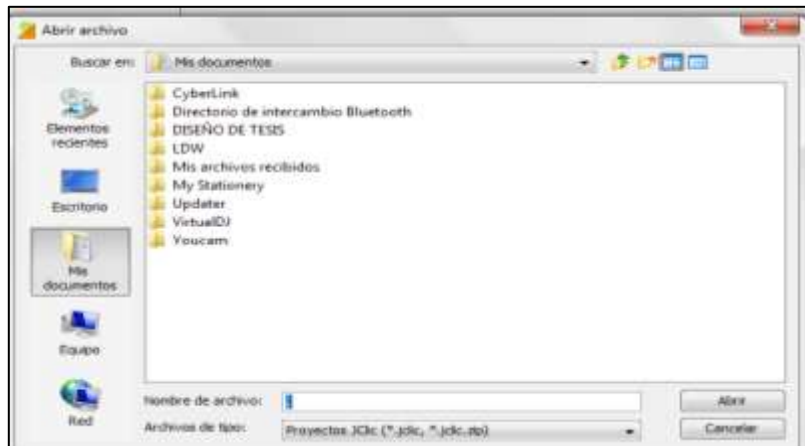 Abrir archivo
Buscar en: Mis documentos
Elementos recientes
Escritorio
Mis documentos
Equipo
Red
CyberLink
Directorio de intercambio Bluetooth
DISEÑO DE TESIS
LDW
Mis archivos recibidos
My Stationery
Updater
VirtualDJ
Youcam
Nombre de archivo:
Abrir
Archivos de tipo: Proyectos JClic (*.jclic, *.jclic.zip)
Cancelar